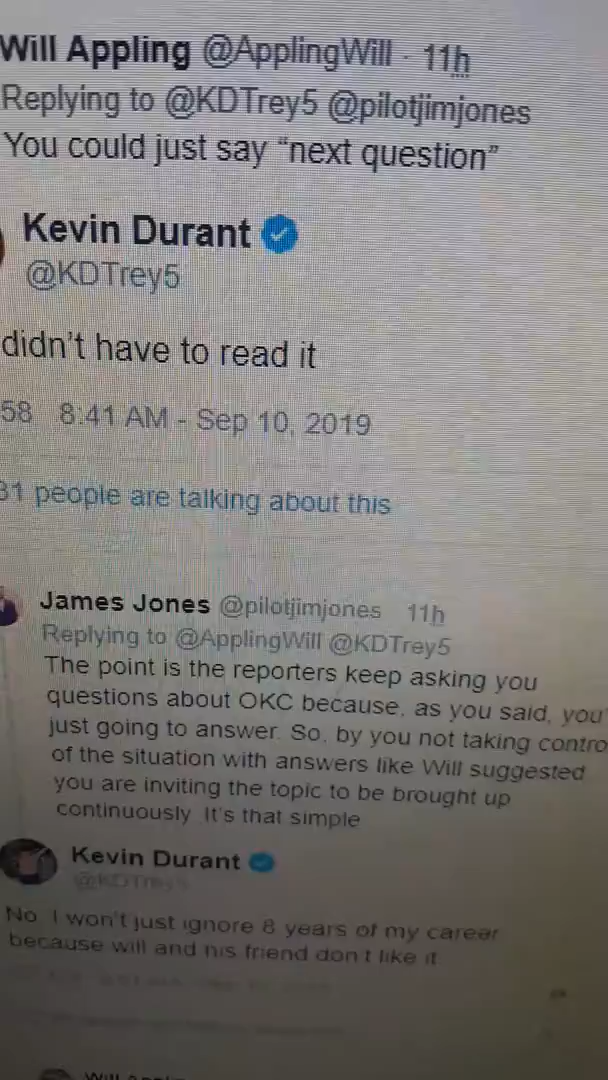 Will Appling @ApplingWill · 11h
Replying to @KDTrey5 @pilotjimjones
You could just say “next question”
Kevin Durant
@KDTrey5
didn't have to read it
58 8:41 AM - Sep 10, 2019
31 people are talking about this
James Jones @pilotjimjones 11h
Replying to @ApplingWill @KDTrey5
The point is the reporters keep asking you
questions about OKC because, as you said, you'
just going to answer. So, by you not taking contro
of the situation with answers like Will suggested
you are inviting the topic to be brought up
continuously. It's that simple
Kevin Durant
@KDTrey5
No, I won't just ignore 8 years of my career
because will and his friend don't like it
Will